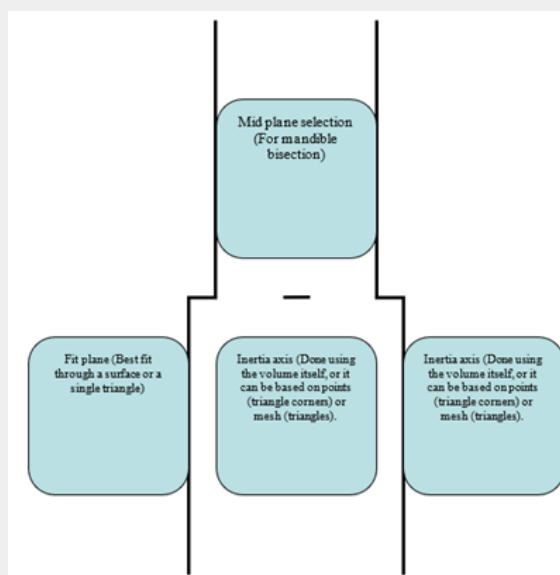 Mid plane selection
(For mandible
bisection)
Fit plane (Best fit
through a surface or a
single triangle)
Inertia axis (Done using
the volume itself, or it
can be based on points
(triangle corners) or
mesh (triangles).
Inertia axis (Done using
the volume itself, or it
can be based on points
(triangle corners) or
mesh (triangles).